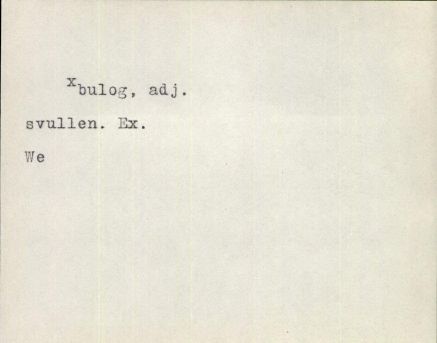 xbulog, adj.
svullen. Ex.
We